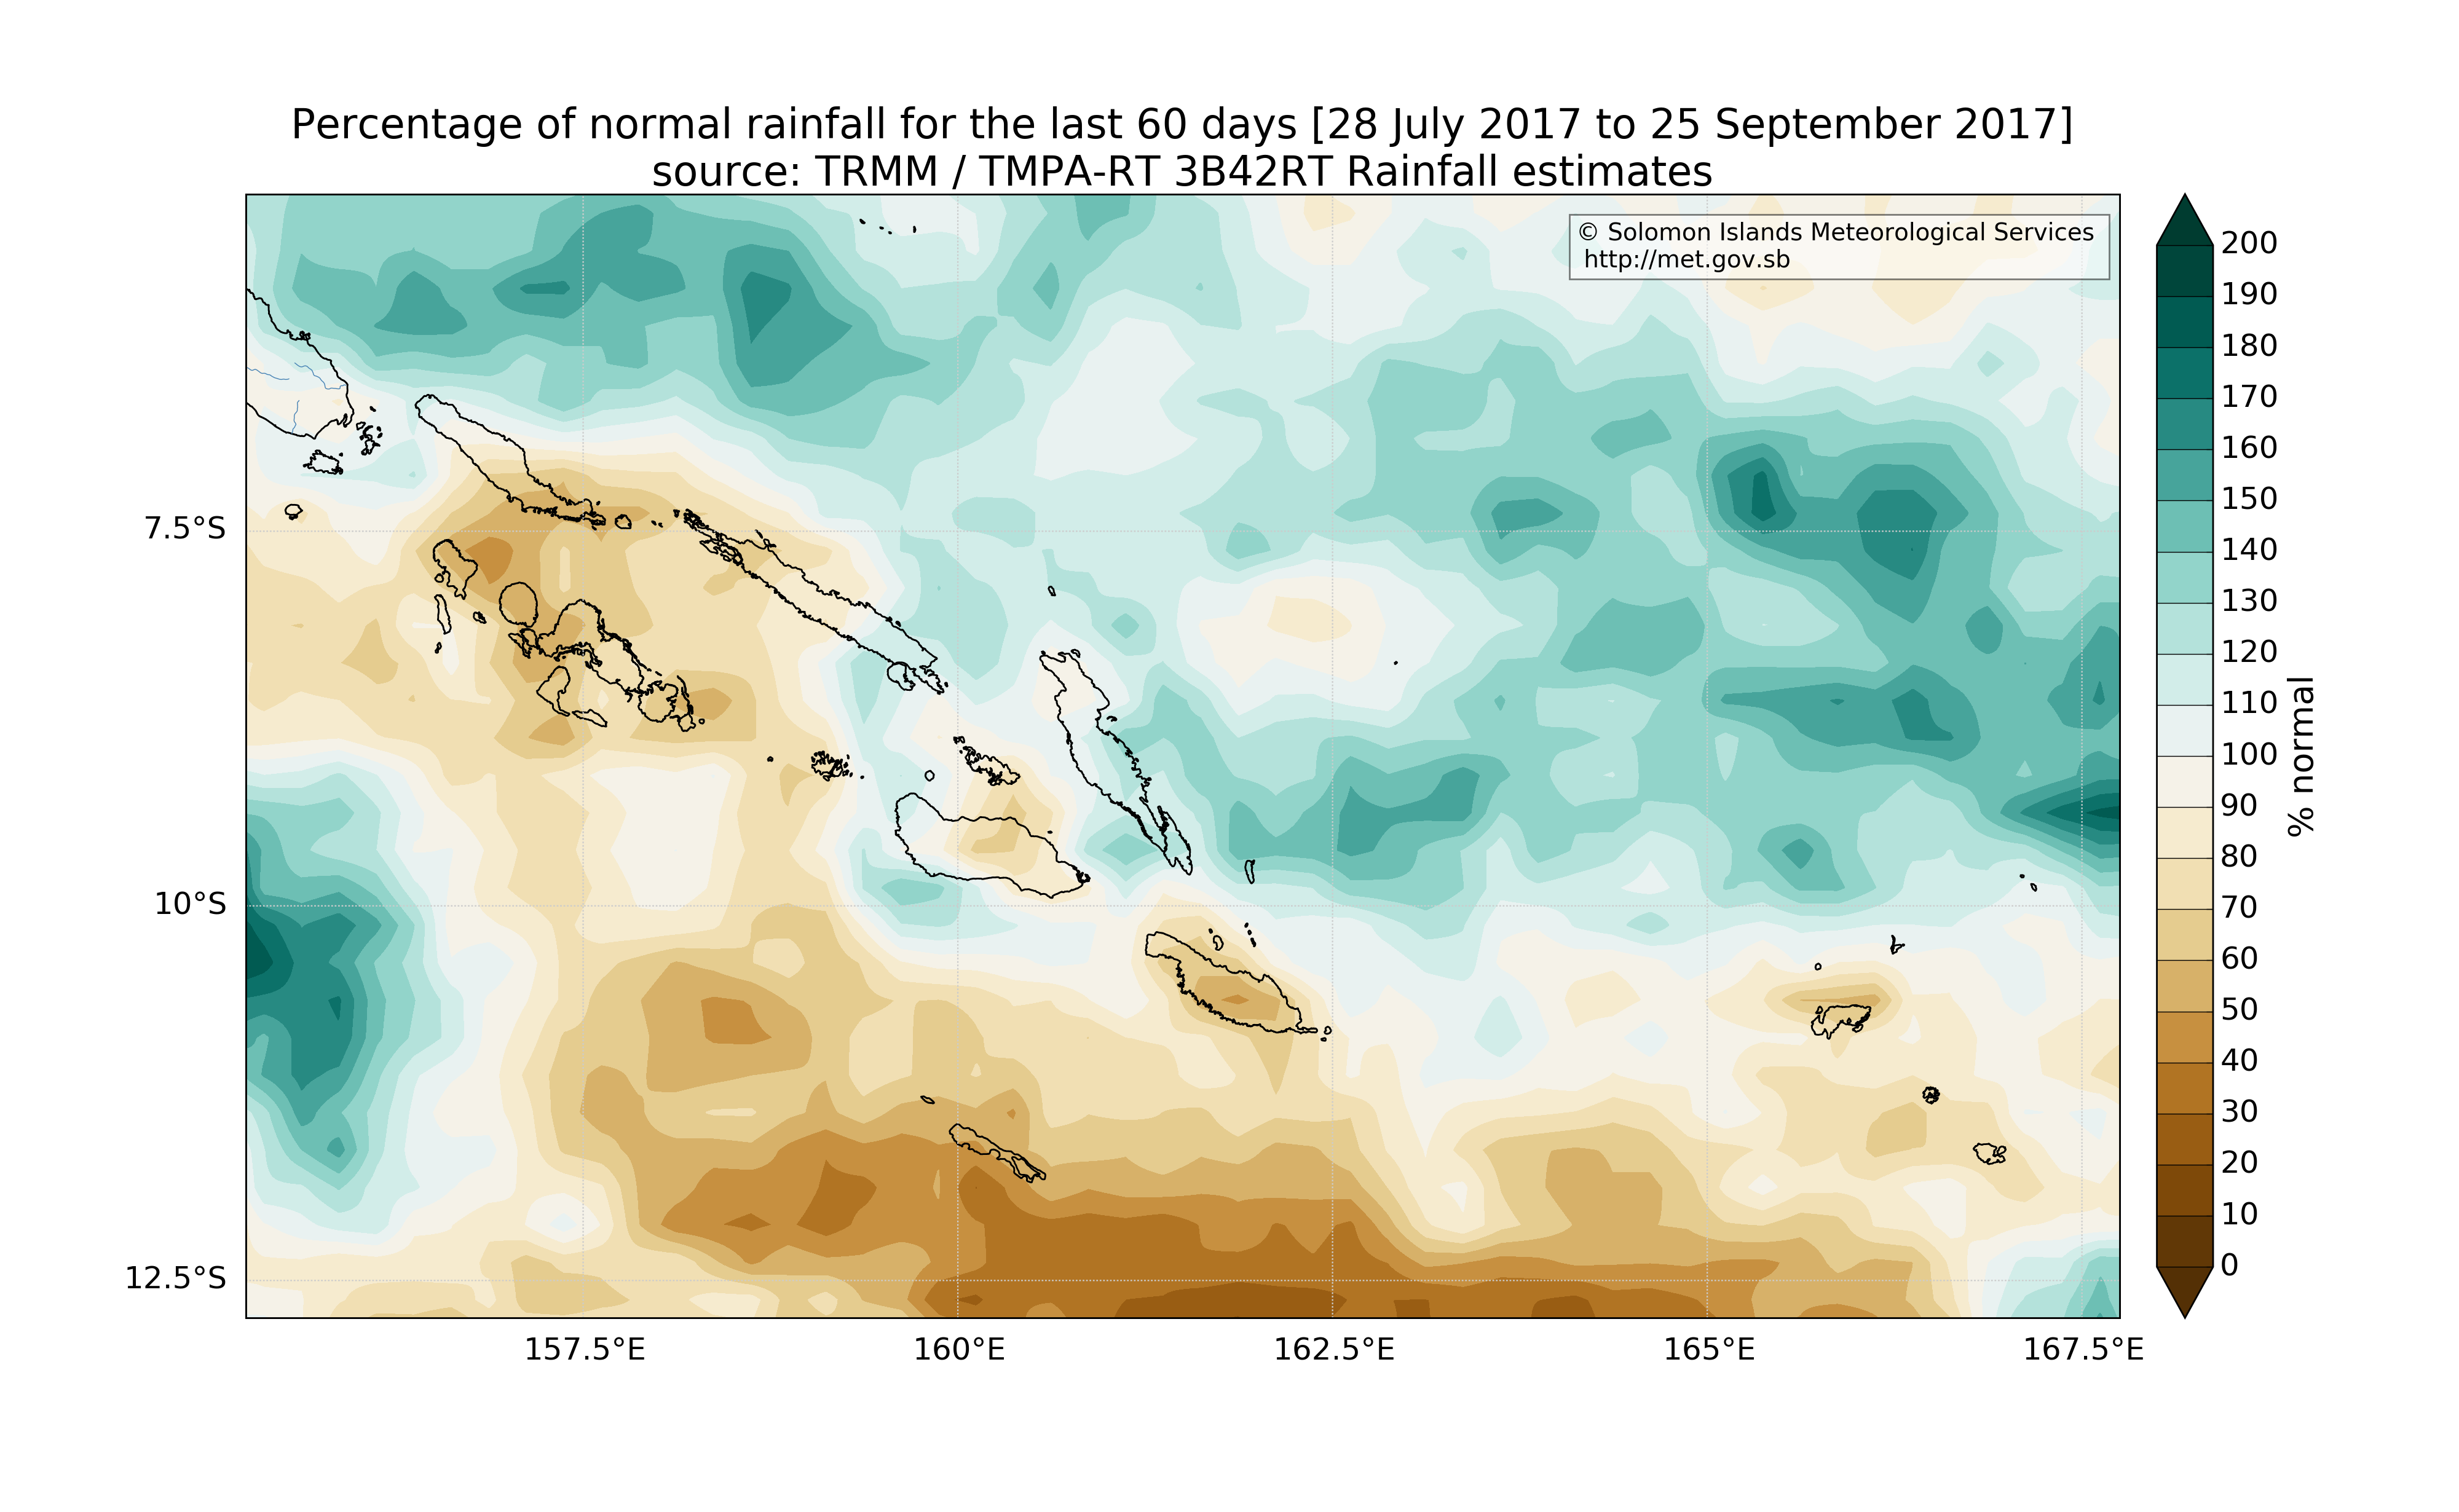 Percentage of normal rainfall for the last 60 days [28 July 2017 to 25 September 2017]
source: TRMM / TMPA-RT 3B42RT Rainfall estimates
© Solomon Islands Meteorological Services
http://met.gov.sb
7.5°S
10°S
12.5°S
157.5°E
160°E
162.5°E
165°E
167.5°E
200
190
180
170
160
150
140
130
120
110
100
90
80
70
60
50
40
30
20
10
0
% normal